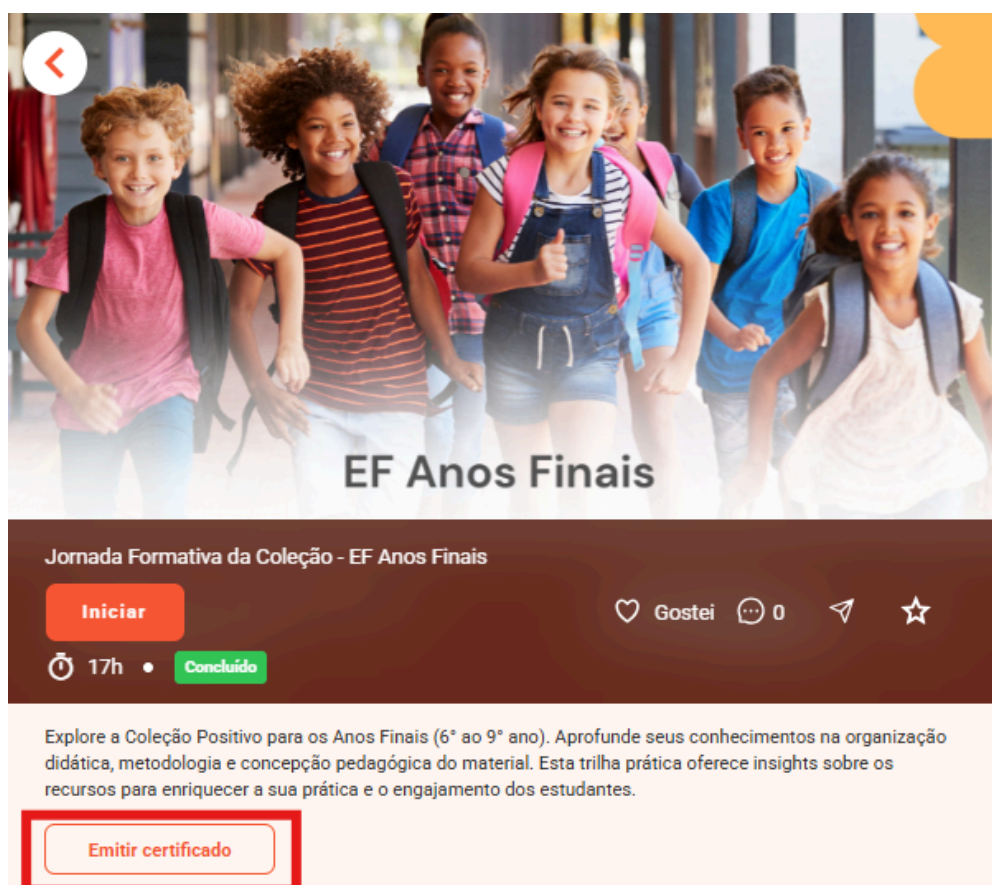 EF Anos Finais
Jornada Formativa da Coleção - EF Anos Finais
Iniciar
Gostei 0
17h • Concluído
Explore a Coleção Positivo para os Anos Finais (6° ao 9° ano). Aprofunde seus conhecimentos na organização
didática, metodologia e concepção pedagógica do material. Esta trilha prática oferece insights sobre os
recursos para enriquecer a sua prática e o engajamento dos estudantes.
Emitir certificado